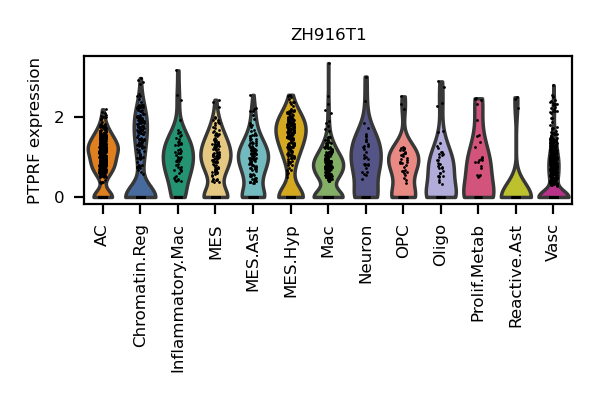 ZH916T1
PTPRF expression
2
0
AC
Chromatin.Reg
Inflammatory.Mac
MES
MES.Ast
MES.Hyp
Mac
Neuron
OPC
Oligo
Prolif.Metab
Reactive.Ast
Vasc